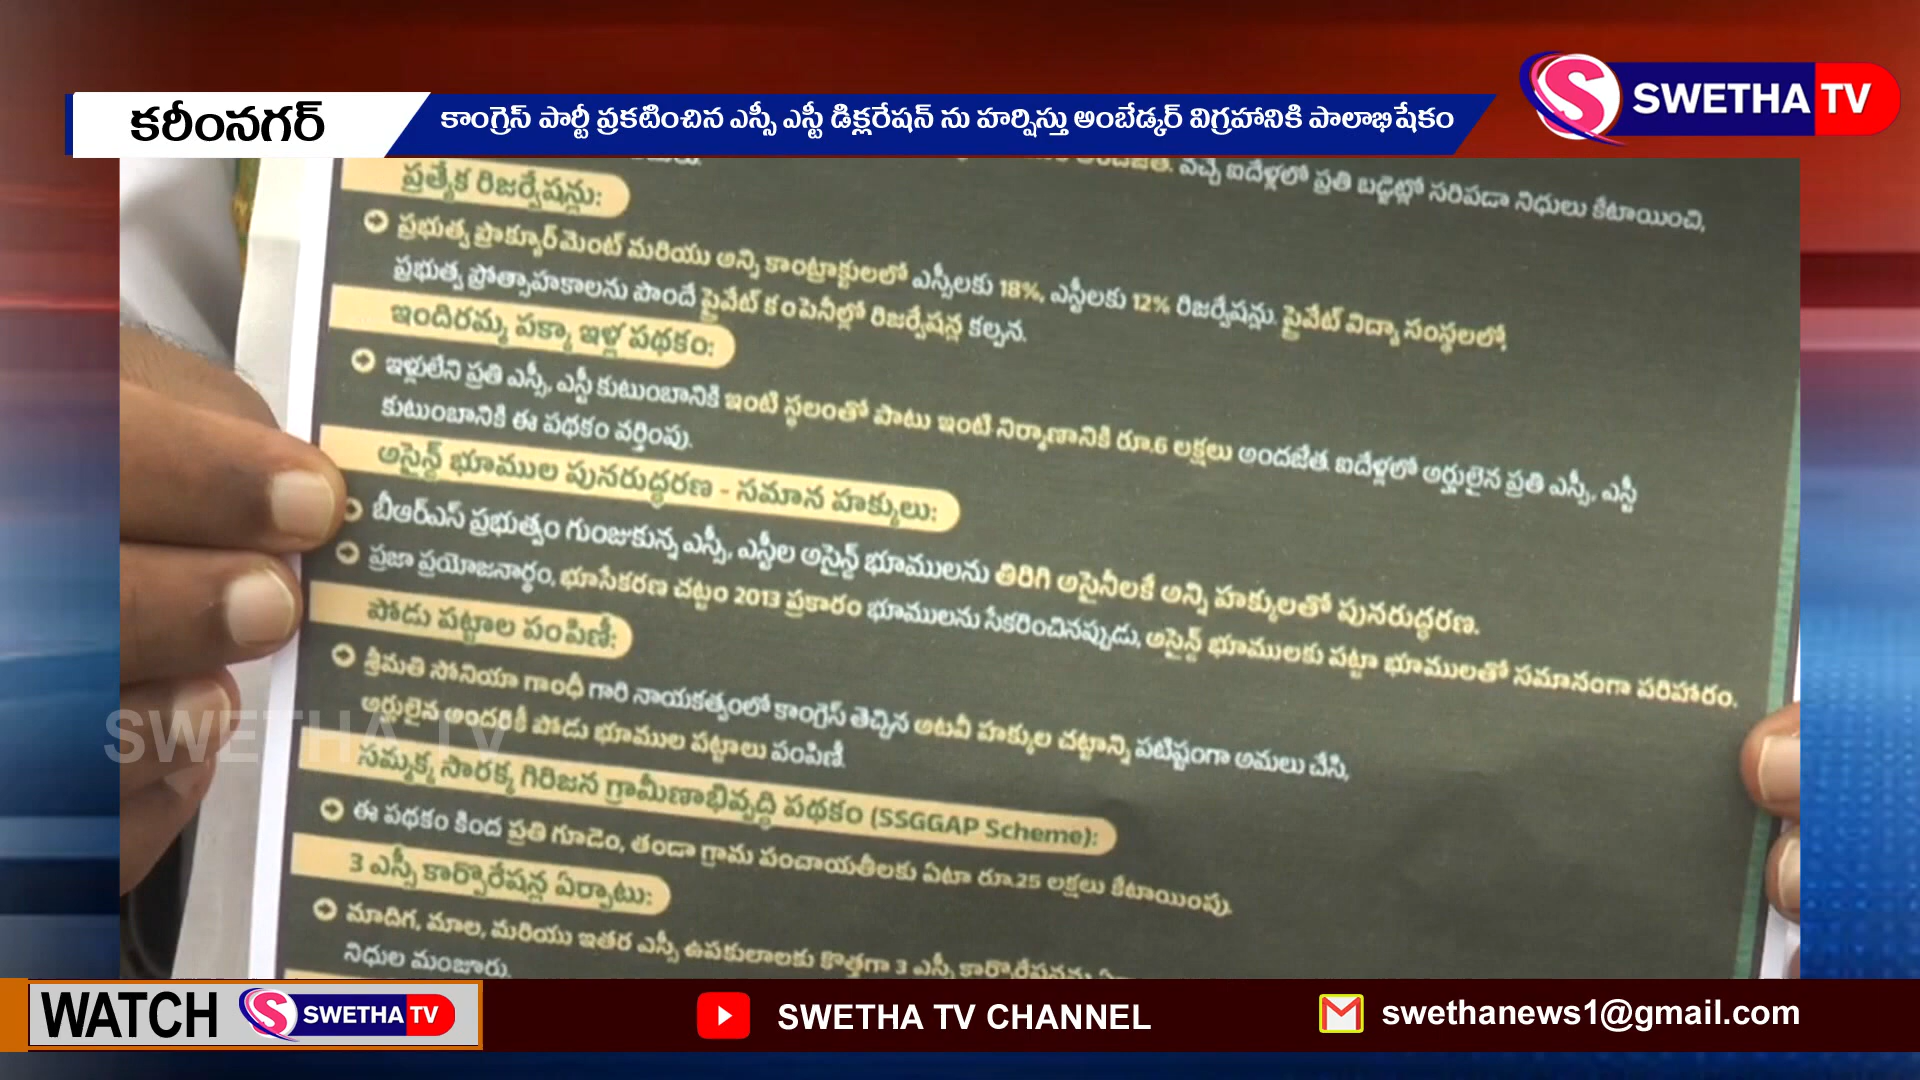 కరీంనగర్
కాంగ్రెస్ పార్టీ ప్రకటించిన ఎస్సీ ఎస్టీ డిక్లరేషన్ ను హర్షిస్తు అంబేడ్కర్ విగ్రహానికి పాలాభిషేకం
SWETHA TV
అందజేత. వచ్చే ఐదేళ్లలో ప్రతి బడ్జెట్లో సరిపడా నిధులు కేటాయించి,
ప్రత్యేక రిజర్వేషన్లు:
ప్రభుత్వ ప్రొక్యూర్‌మెంట్ మరియు అన్ని కాంట్రాక్టులలో ఎస్సీలకు 18%, ఎస్టీలకు 12% రిజర్వేషన్లు. ప్రైవేట్ విద్యా సంస్థలలో,
ప్రభుత్వ ప్రోత్సాహకాలను పొందే ప్రైవేట్ కంపెనీల్లో రిజర్వేషన్ల కల్పన.
ఇందిరమ్మ పక్కా ఇళ్ల పథకం:
ఇళ్లులేని ప్రతి ఎస్సీ, ఎస్టీ కుటుంబానికి ఇంటి స్థలంతో పాటు ఇంటి నిర్మాణానికి రూ.6 లక్షలు అందజేత. ఐదేళ్లలో అర్హులైన ప్రతి ఎస్సీ, ఎస్టీ
కుటుంబానికి ఈ పథకం వర్తింపు.
అసైన్డ్ భూముల పునరుద్ధరణ - సమాన హక్కులు:
బీఆర్ఎస్ ప్రభుత్వం గుంజుకున్న ఎస్సీ, ఎస్టీల అసైన్డ్ భూములను తిరిగి అసైనీలకే అన్ని హక్కులతో పునరుద్ధరణ.
ప్రజా ప్రయోజనార్థం, భూసేకరణ చట్టం 2013 ప్రకారం భూములను సేకరించినప్పుడు, అసైన్డ్ భూములకు పట్టా భూములతో సమానంగా పరిహారం.
పోడు పట్టాల పంపిణీ:
శ్రీమతి సోనియా గాంధీ గారి నాయకత్వంలో కాంగ్రెస్ తెచ్చిన అటవీ హక్కుల చట్టాన్ని పటిష్టంగా అమలు చేసి,
అర్హులైన అందరికీ పోడు భూముల పట్టాలు పంపిణీ.
సమ్మక్క సారక్క గిరిజన గ్రామీణాభివృద్ధి పథకం (SSGGAP Scheme):
ఈ పథకం కింద ప్రతి గూడెం, తండా గ్రామ పంచాయతీలకు ఏటా రూ.25 లక్షలు కేటాయింపు.
3 ఎస్సీ కార్పొరేషన్ల ఏర్పాటు:
మాదిగ, మాల, మరియు ఇతర ఎస్సీ ఉపకులాలకు కొత్తగా 3 ఎస్సీ కార్పొరేషన్లను
నిధుల మంజూరు.
SWETHA TV
WATCH SWETHA TV
SWETHA TV CHANNEL
swethanews1@gmail.com